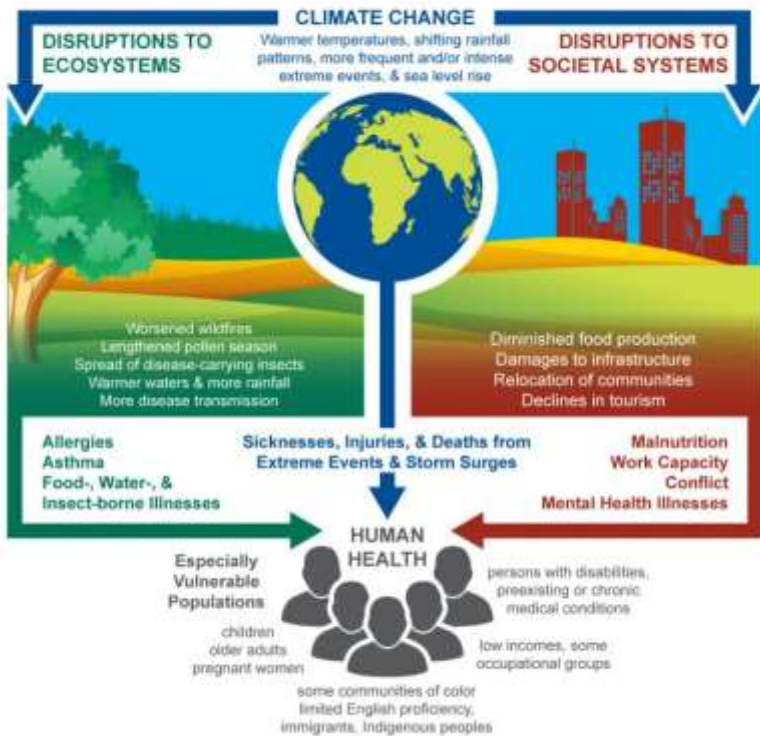 CLIMATE CHANGE
Warmer temperatures, shifting rainfall
patterns, more frequent and/or intense
extreme events, & sea level rise
DISRUPTIONS TO
ECOSYSTEMS
DISRUPTIONS TO
SOCIETAL SYSTEMS
Worsened wildfires
Lengthened pollen season
Spread of disease-carrying insects
Warmer waters & more rainfall
More disease transmission
Diminished food production
Damages to infrastructure
Relocation of communities
Declines in tourism
Allergies
Asthma
Food-, Water-, &
Insect-borne Illnesses
Sicknesses, Injuries, & Deaths from
Extreme Events & Storm Surges
Malnutrition
Work Capacity
Conflict
Mental Health Illnesses
HUMAN
HEALTH
Especially
Vulnerable
Populations
persons with disabilities,
preexisting or chronic
medical conditions
children
older adults
pregnant women
low incomes, some
occupational groups
some communities of color
limited English proficiency,
immigrants, Indigenous peoples